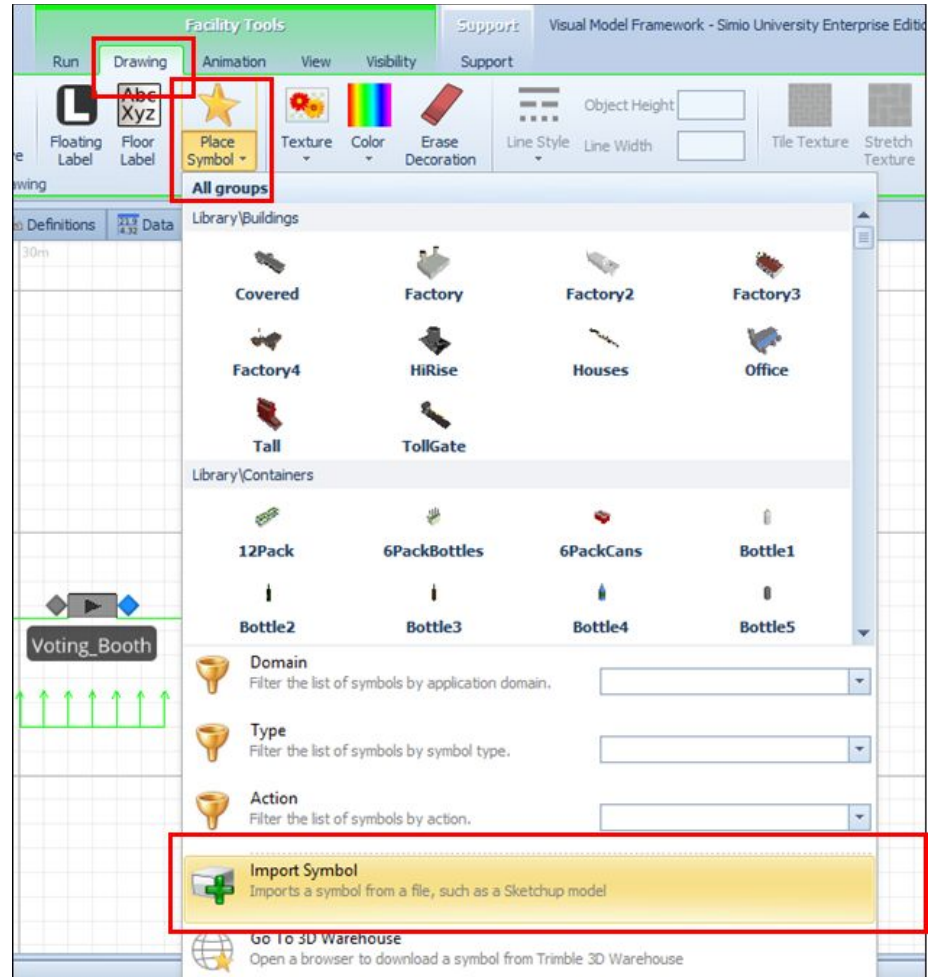 Facility Tools
Support
Visual Model Framework - Simio University Enterprise Editio
Run
Drawing
Animation
View
Visibility
Support
L
Abc
Xyz
Floating
Label
Floor
Label
Place
Symbol
Texture
Color
Erase
Decoration
Line Style
Object Height
Line Width
Tile Texture
Stretch
Texture
awing
All groups
Definitions
Data
30m
Library\Buildings
Covered
Factory
Factory2
Factory3
Factory4
HiRise
Houses
Office
Tall
TollGate
Library\Containers
12Pack
6PackBottles
6PackCans
Bottle1
Bottle2
Bottle3
Bottle4
Bottle5
Voting_Booth
Domain
Filter the list of symbols by application domain.
Type
Filter the list of symbols by symbol type.
Action
Filter the list of symbols by action.
Import Symbol
Imports a symbol from a file, such as a Sketchup model
Go To 3D Warehouse
Open a browser to download a symbol from Trimble 3D Warehouse